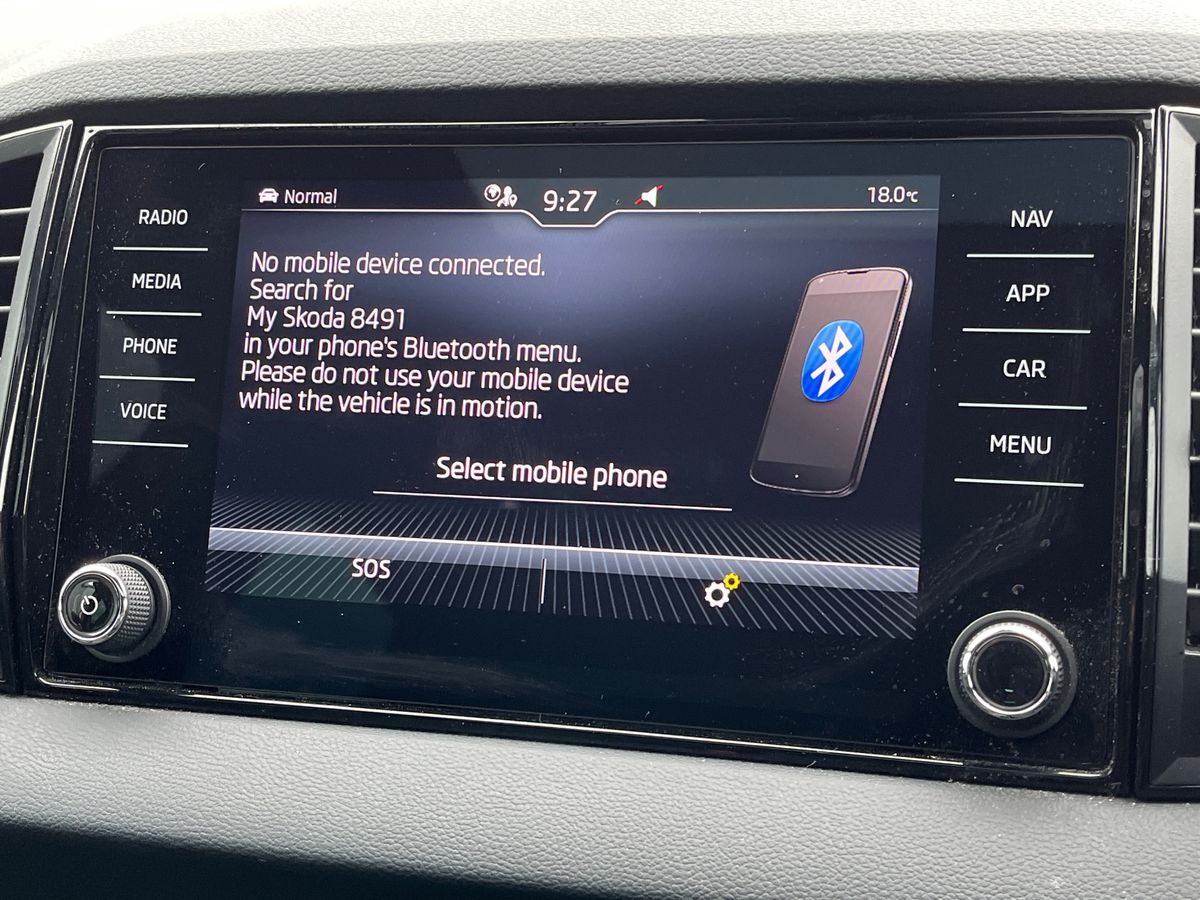 Normal
9:27
18.0°C
RADIO
MEDIA
PHONE
VOICE
No mobile device connected.
Search for
My Skoda 8491
in your phone's Bluetooth menu.
Please do not use your mobile device
while the vehicle is in motion.
Select mobile phone
SOS
NAV
APP
CAR
MENU